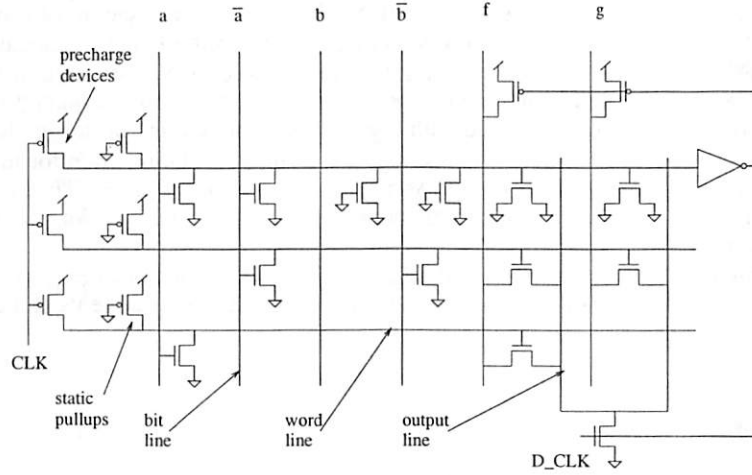 a a̅ b b̅ f g
precharge
devices
CLK
static
pullups
bit
line
word
line
output
line
D_CLK